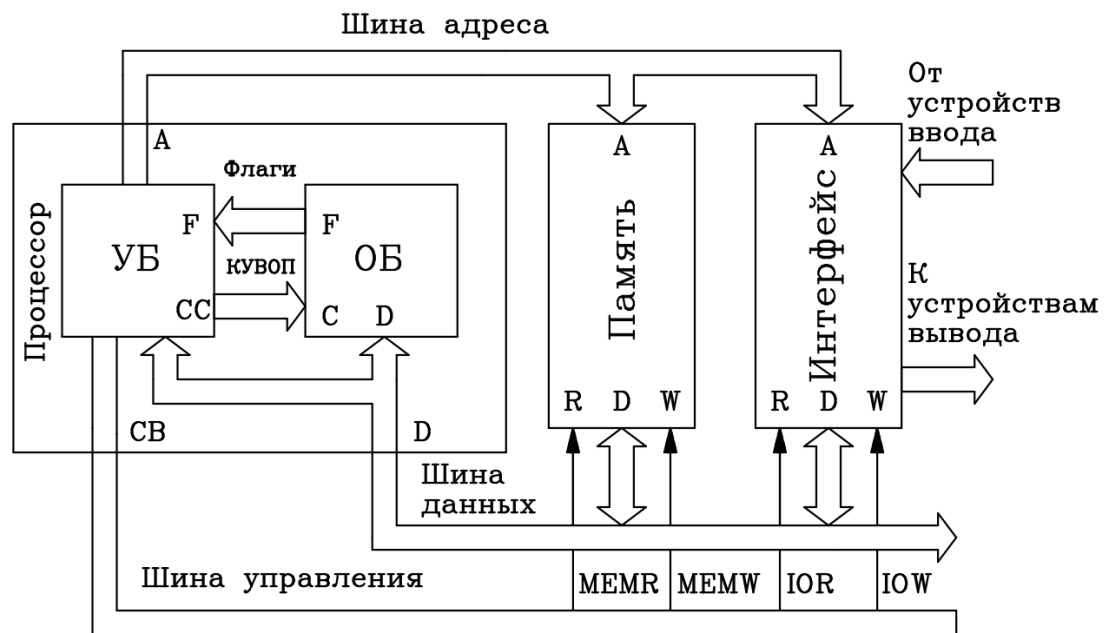 Шина адреса
От
устройств
ввода
A
A
A
Флаги
Процессор
УБ
F
F
ОБ
КУВОП
CC
C
D
Память
Интерфейс
К
устройствам
вывода
R
D
W
R
D
W
CB
D
Шина
данных
Шина управления
MEMR
MEMW
IOR
IOW